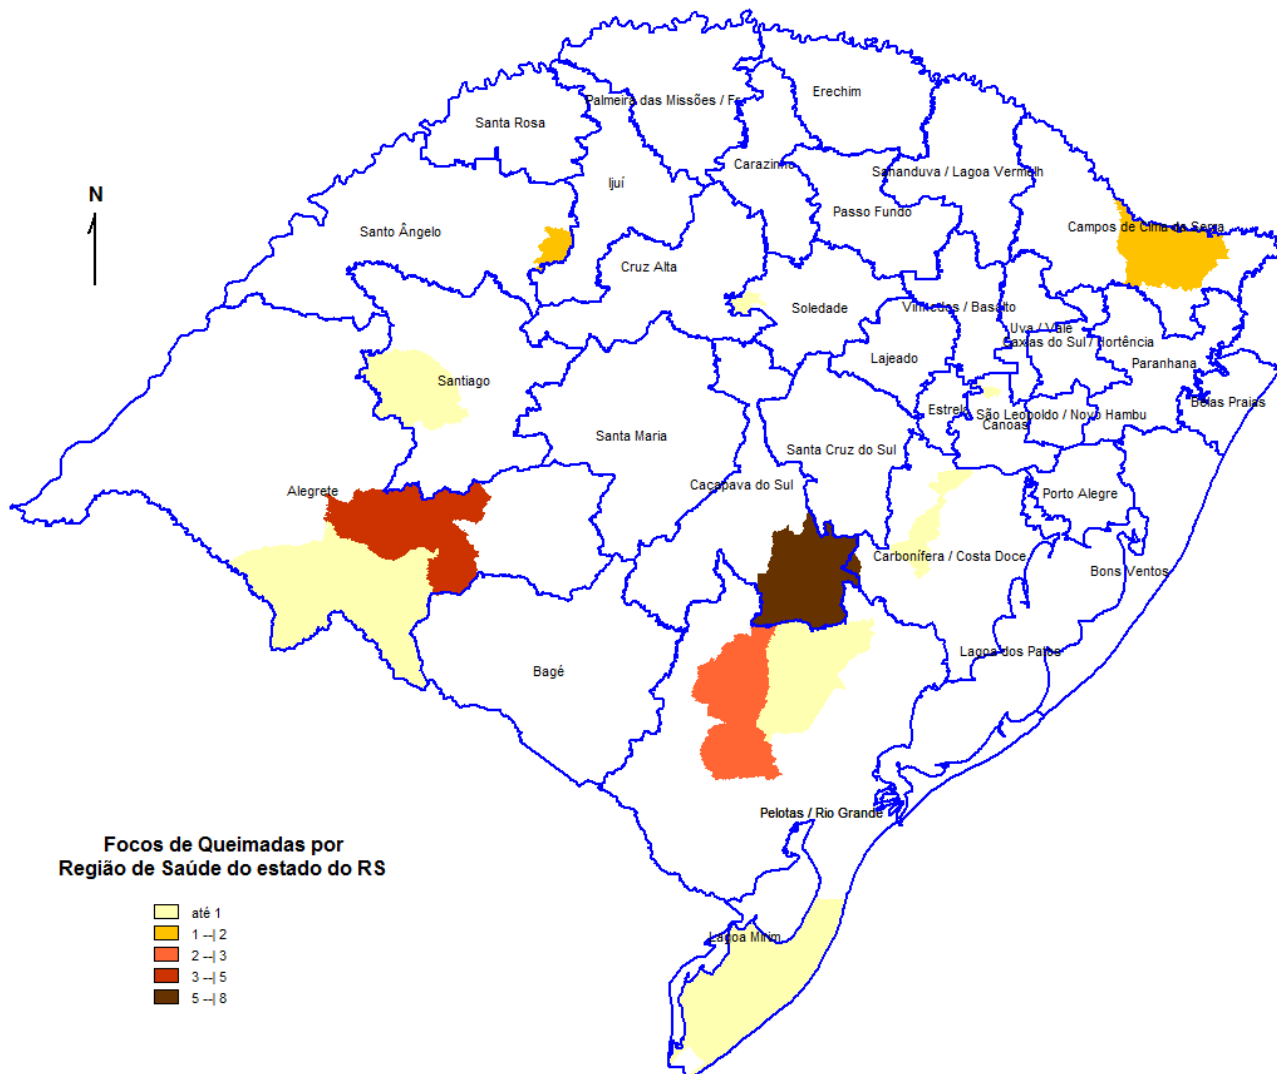 Erechim
Palmeira das Missões / Fr
Santa Rosa
Carazinho
Sananduva / Lagoa Vermelh
Ijuí
N
Passo Fundo
Campos de Cima da Serra
Santo Ângelo
Cruz Alta
Soledade
Vinhedos / Basalto
Uva / Vale
Caxias do Sul / Hortência
Lajeado
Paranhana
Santiago
Belas Praias
Estrela
São Leopoldo / Novo Hambu
Canoas
Santa Maria
Santa Cruz do Sul
Caçapava do Sul
Alegrete
Porto Alegre
Carbonífera / Costa Doce
Bons Ventos
Lagoa dos Patos
Bagé
Pelotas / Rio Grande
Focos de Queimadas por
Região de Saúde do estado do RS
até 1
1 --| 2
2 --| 3
3 --| 5
5 --| 8
Lagoa Mirim